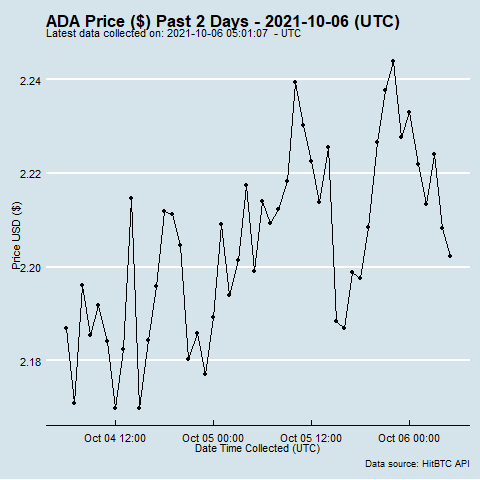 ADA Price ($) Past 2 Days - 2021-10-06 (UTC)
Latest data collected on: 2021-10-06 05:01:07 - UTC
2.24
2.22
2.20
2.18
Price USD ($)
Oct 04 12:00
Oct 05 00:00
Oct 05 12:00
Oct 06 00:00
Date Time Collected (UTC)
Data source: HitBTC API